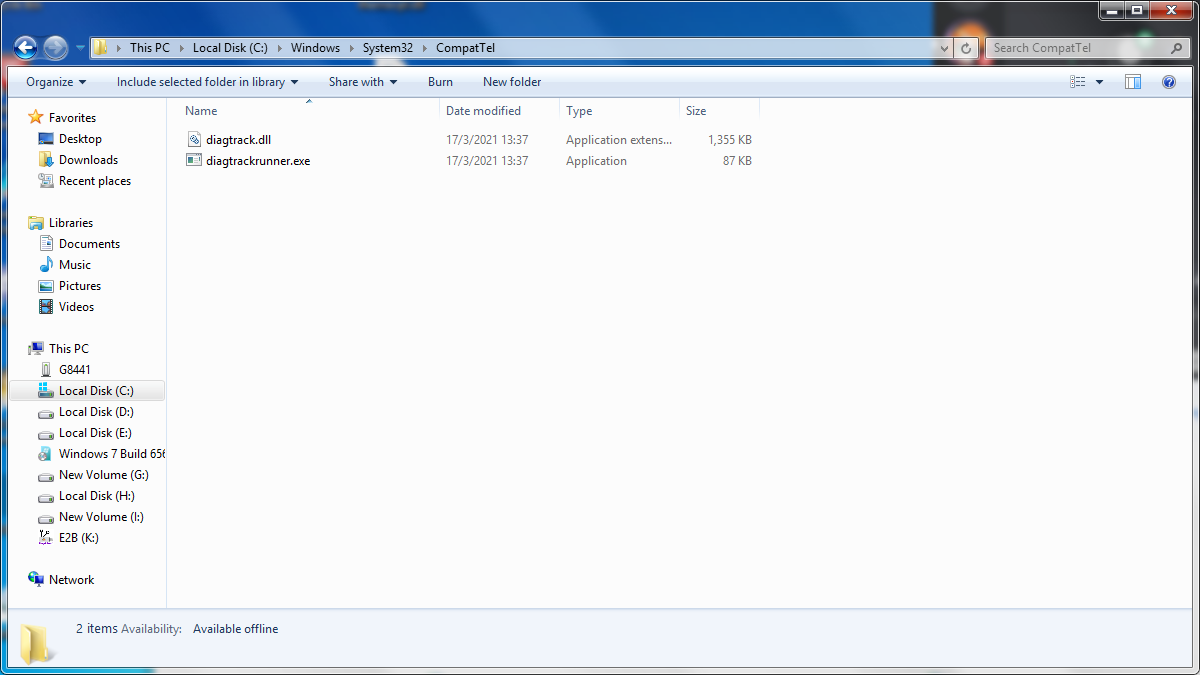 This PC Local Disk (C:) Windows System32 CompatTel
Search CompatTel
Organize Include selected folder in library Share with Burn New folder
Name Date modified Type Size
diagtrack.dll 17/3/2021 13:37 Application extens... 1,355 KB
diagtrackrunner.exe 17/3/2021 13:37 Application 87 KB
Favorites
Desktop
Downloads
Recent places
Libraries
Documents
Music
Pictures
Videos
This PC
G8441
Local Disk (C:)
Local Disk (D:)
Local Disk (E:)
Windows 7 Build 656
New Volume (G:)
Local Disk (H:)
New Volume (I:)
E2B (K:)
Network
2 items Availability: Available offline